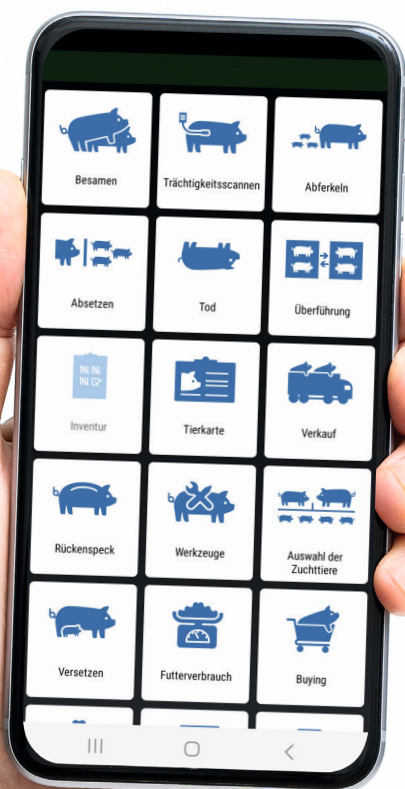 Besamen
Trächtigkeitsscannen
Abferkeln
Absetzen
Tod
Überführung
Inventur
Tierkarte
Verkauf
Rückenspeck
Werkzeuge
Auswahl der
Zuchttiere
Versetzen
Futterverbrauch
Buying